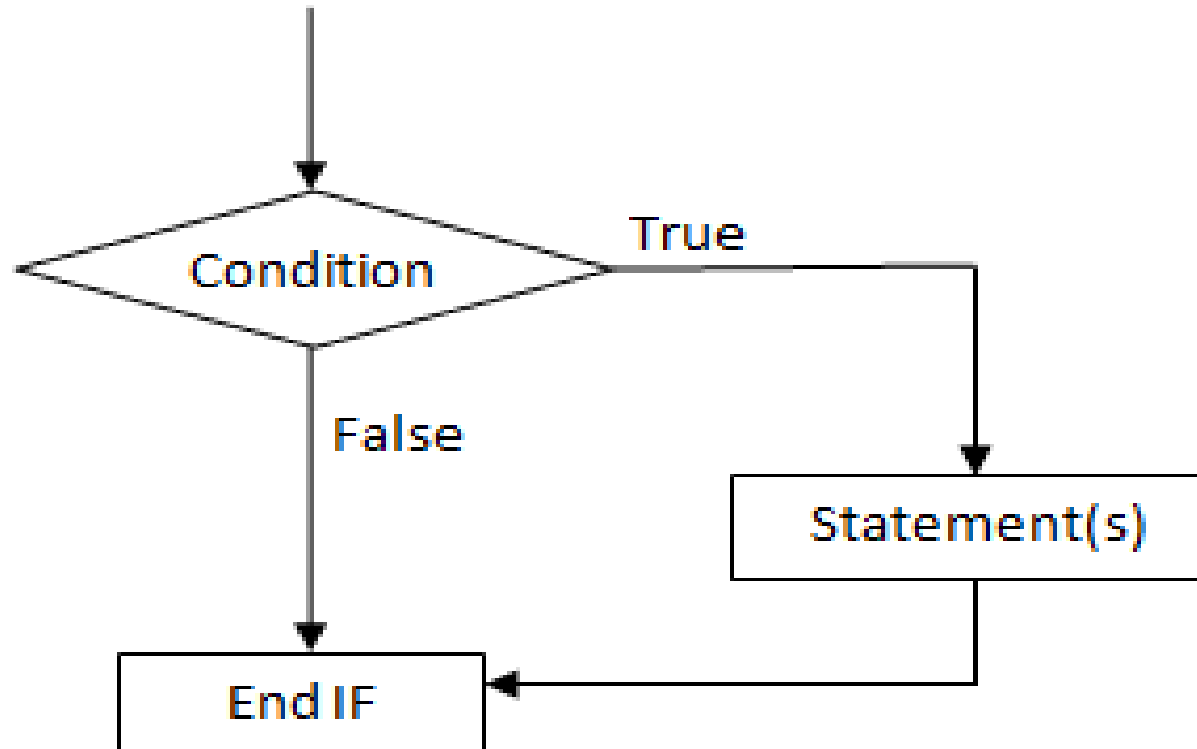 True
Condition
False
Statement(s)
End IF